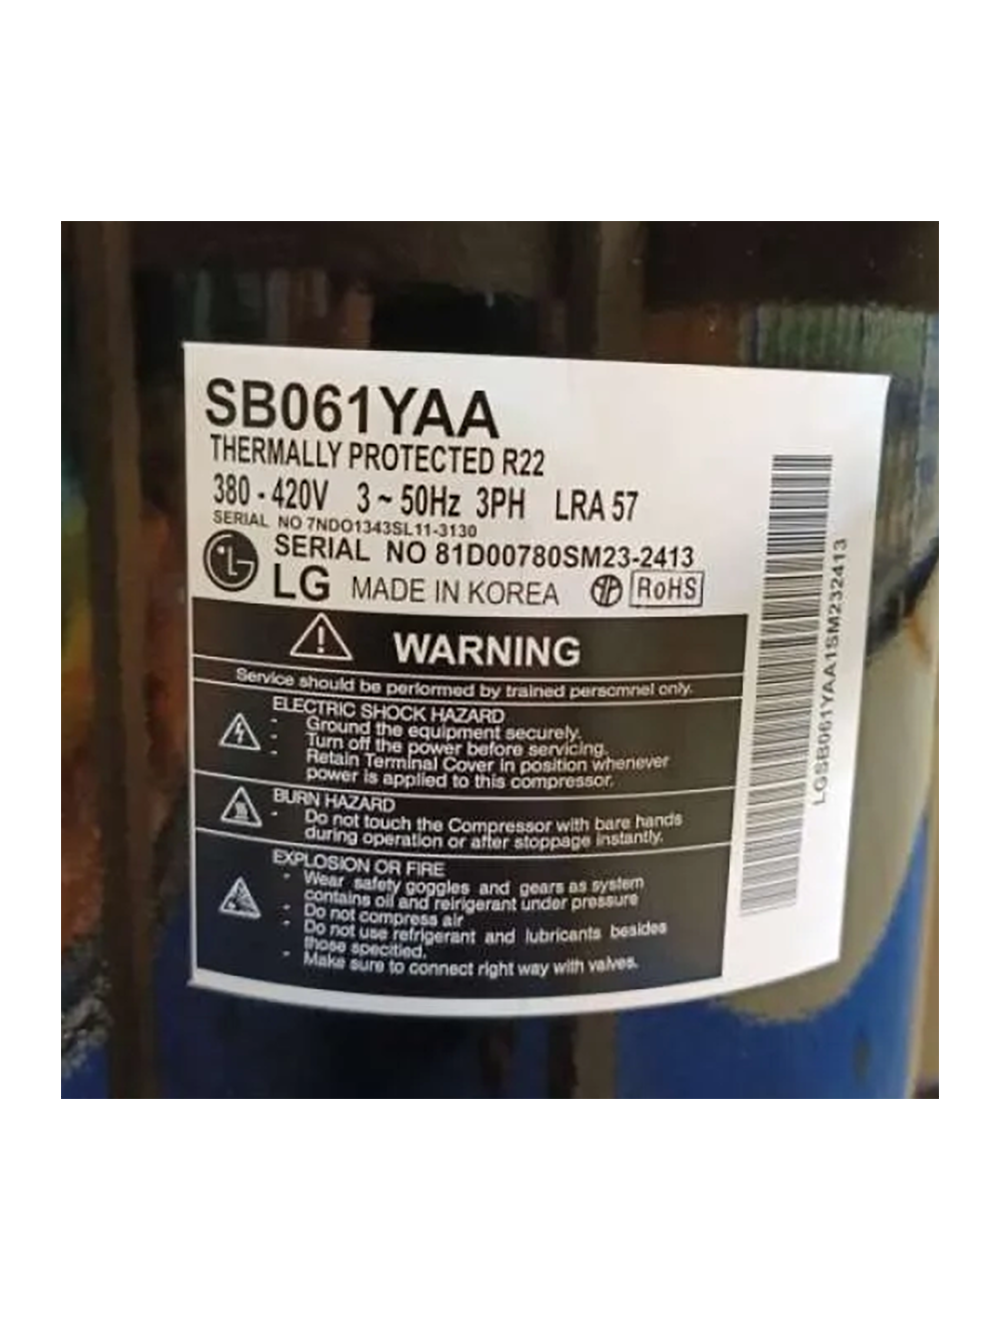 SB061YAA
THERMALLY PROTECTED R22
380 - 420V 3 ~ 50Hz 3PH LRA 57
SERIAL NO 7NDO1343SL11-3130
SERIAL NO 81D00780SM23-2413
LG MADE IN KOREA RoHS
WARNING
Service should be performed by trained persomnel only.
ELECTRIC SHOCK HAZARD
- Ground the equipment securely.
- Turn off the power before servicing.
- Retain Terminal Cover in position whenever
power is applied to this compressor.
BURN HAZARD
- Do not touch the Compressor with bare hands
during operation or after stoppage instantly.
EXPLOSION OR FIRE
- Wear safety goggles and gears as system
contains oil and reirigerant under pressure
- Do not compress air
- Do not use refrigerant and lubricants besides
those specitied.
- Make sure to connect right way with valves.
LGSB061YAA1SM232413